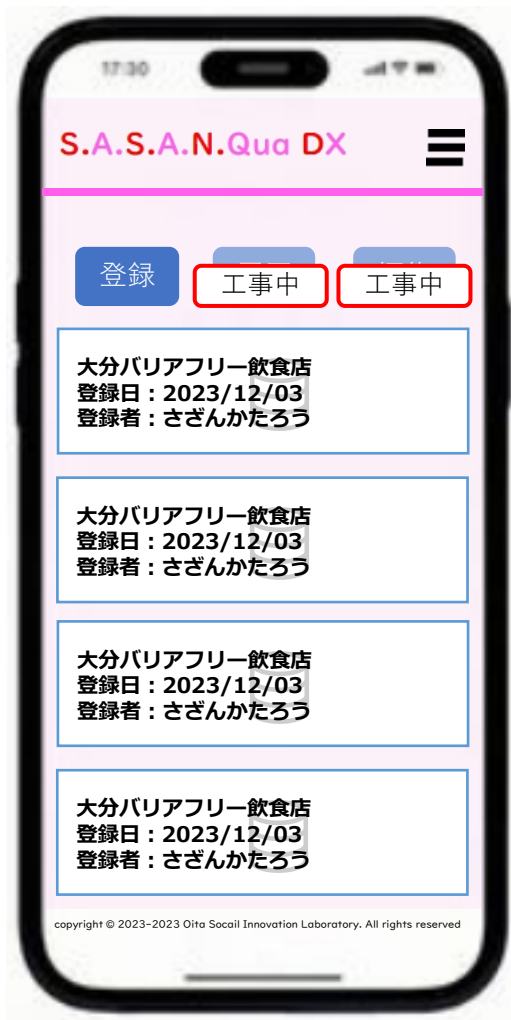 17:30
S.A.S.A.N.Qua DX
登録
工事中
工事中
大分バリアフリー飲食店
登録日：2023/12/03
登録者：さざんかたろう
大分バリアフリー飲食店
登録日：2023/12/03
登録者：さざんかたろう
大分バリアフリー飲食店
登録日：2023/12/03
登録者：さざんかたろう
大分バリアフリー飲食店
登録日：2023/12/03
登録者：さざんかたろう
copyright © 2023-2023 Oita Socail Innovation Laboratory. All rights reserved